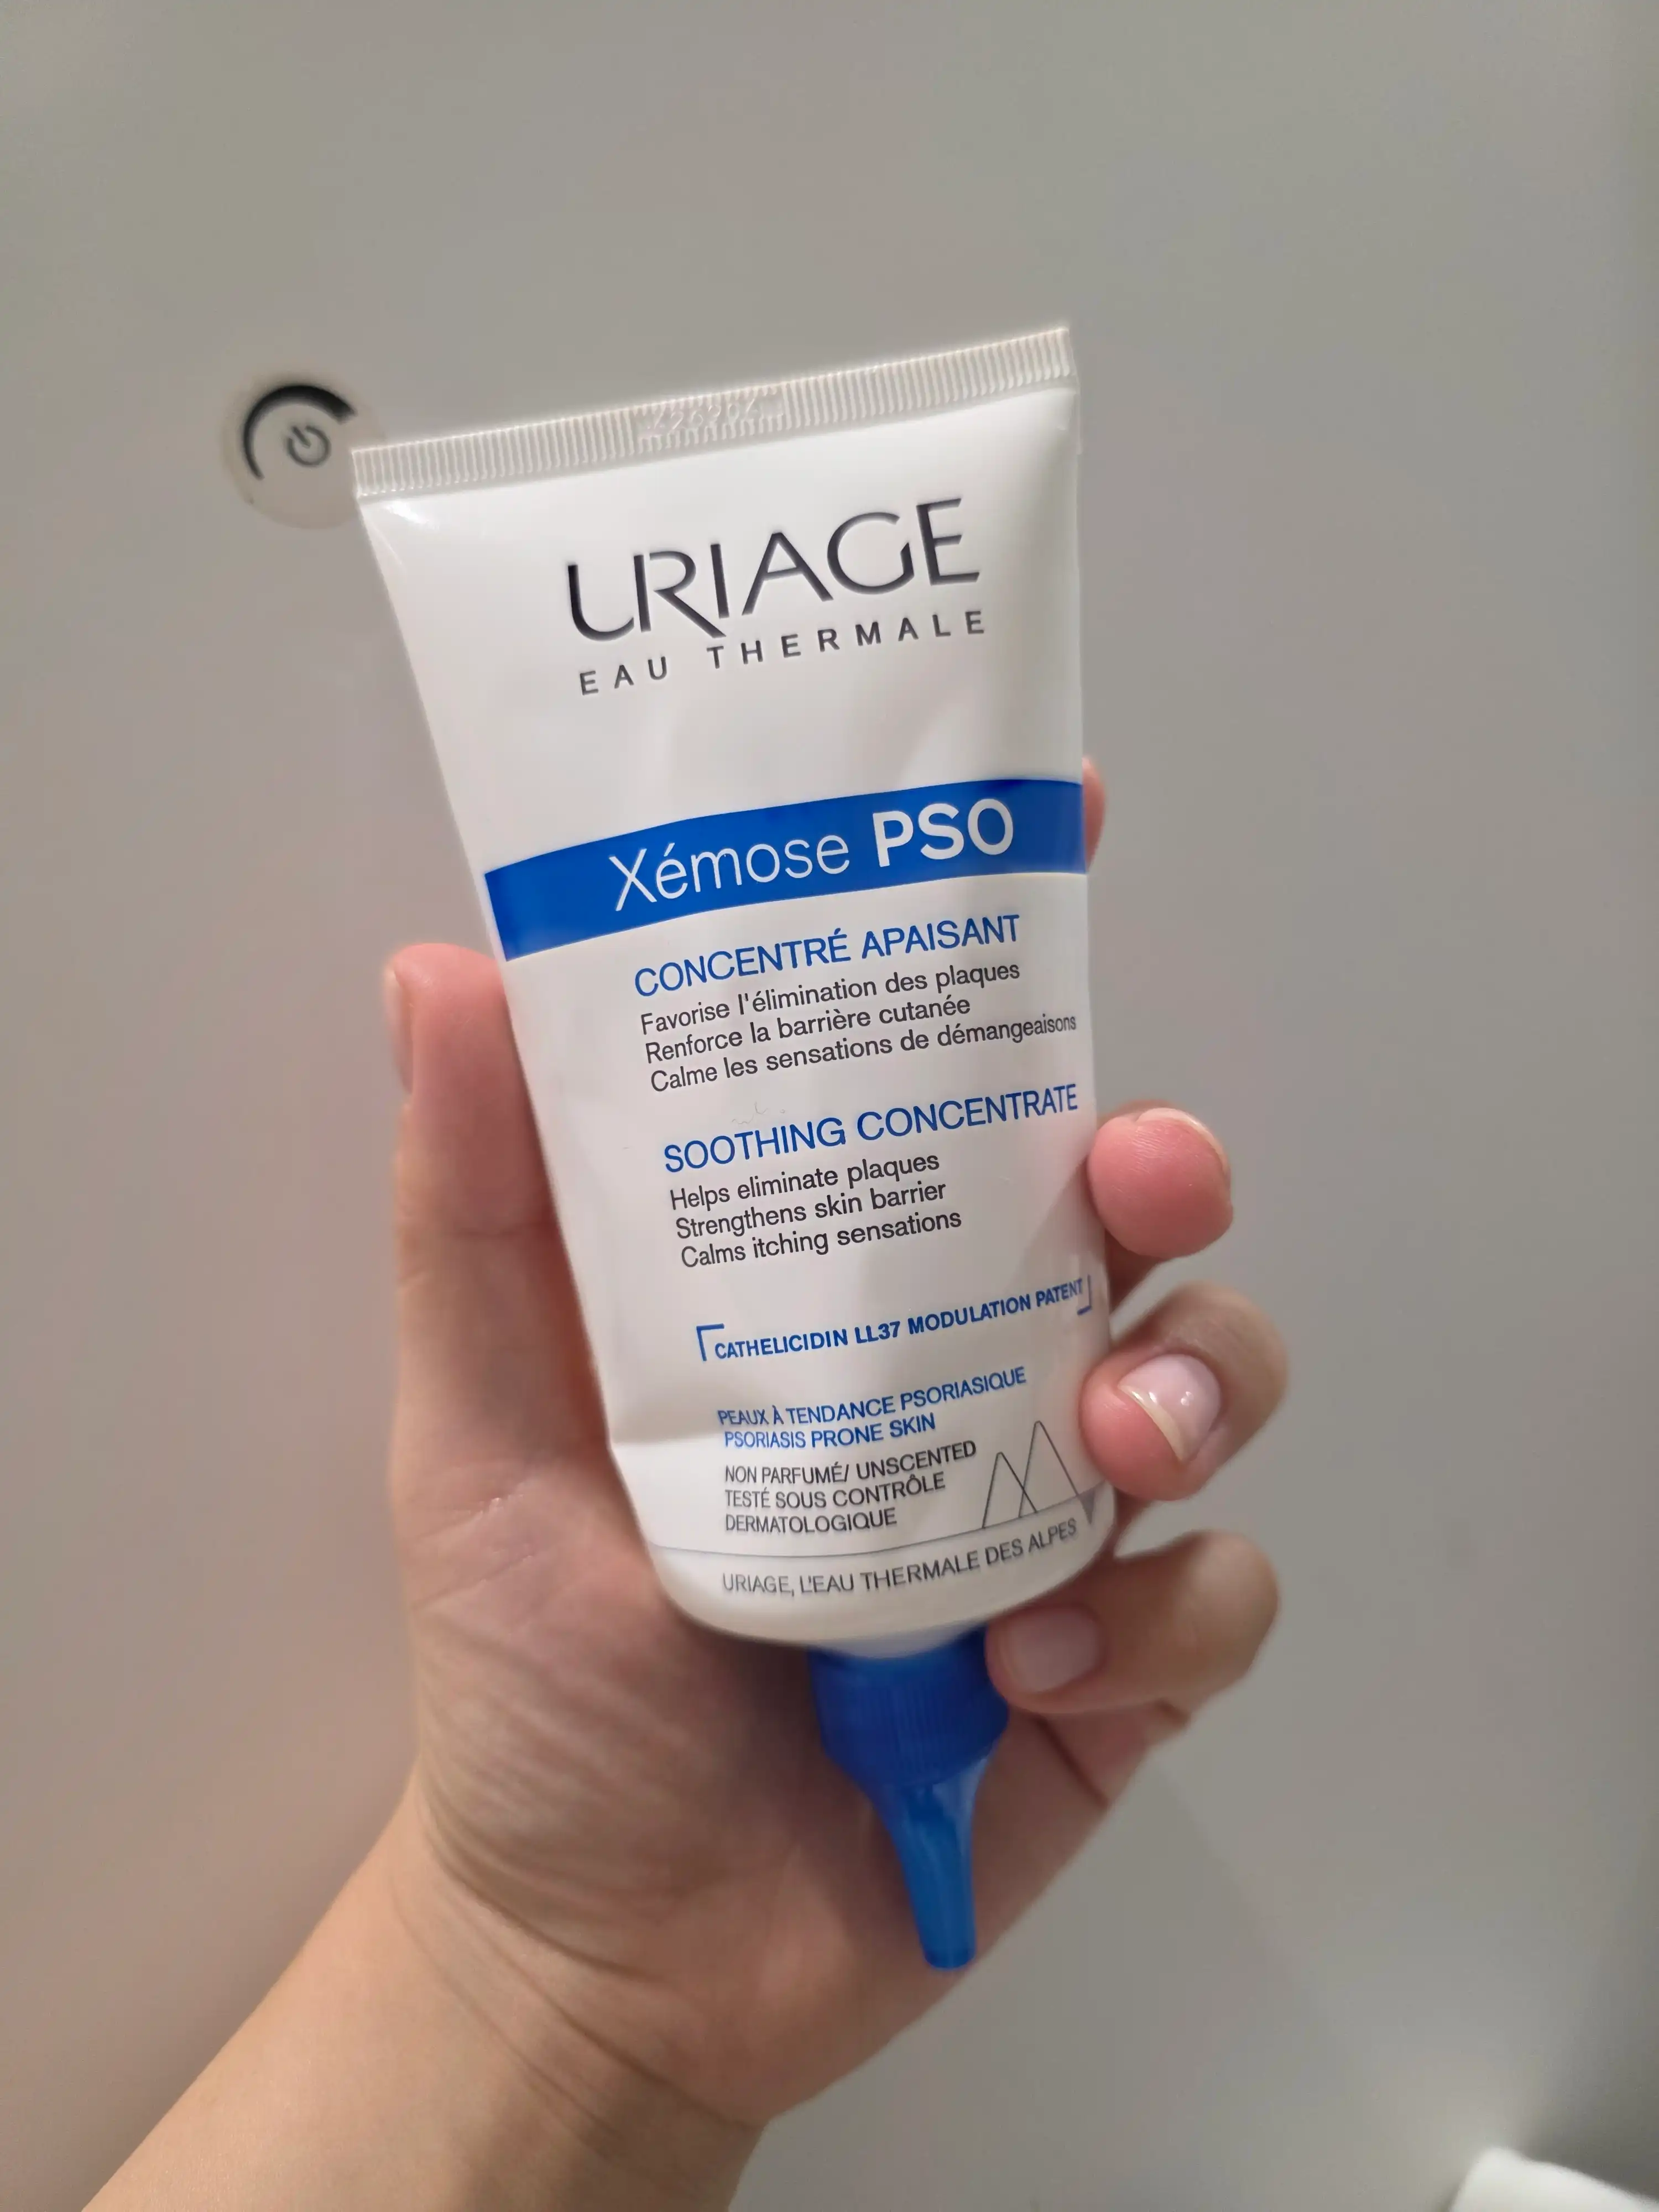 URIAGE
EAU THERMALE
Xémose PSO
CONCENTRÉ APAISANT
Favorise l'élimination des plaques
Renforce la barrière cutanée
Calme les sensations de démangeaisons
SOOTHING CONCENTRATE
Helps eliminate plaques
Strengthens skin barrier
Calms itching sensations
CATHELICIDIN LL37 MODULATION PATENT
PEAUX À TENDANCE PSORIASIQUE
PSORIASIS PRONE SKIN
NON PARFUMÉ/ UNSCENTED
TESTÉ SOUS CONTRÔLE
DERMATOLOGIQUE
URIAGE, L'EAU THERMALE DES ALPES